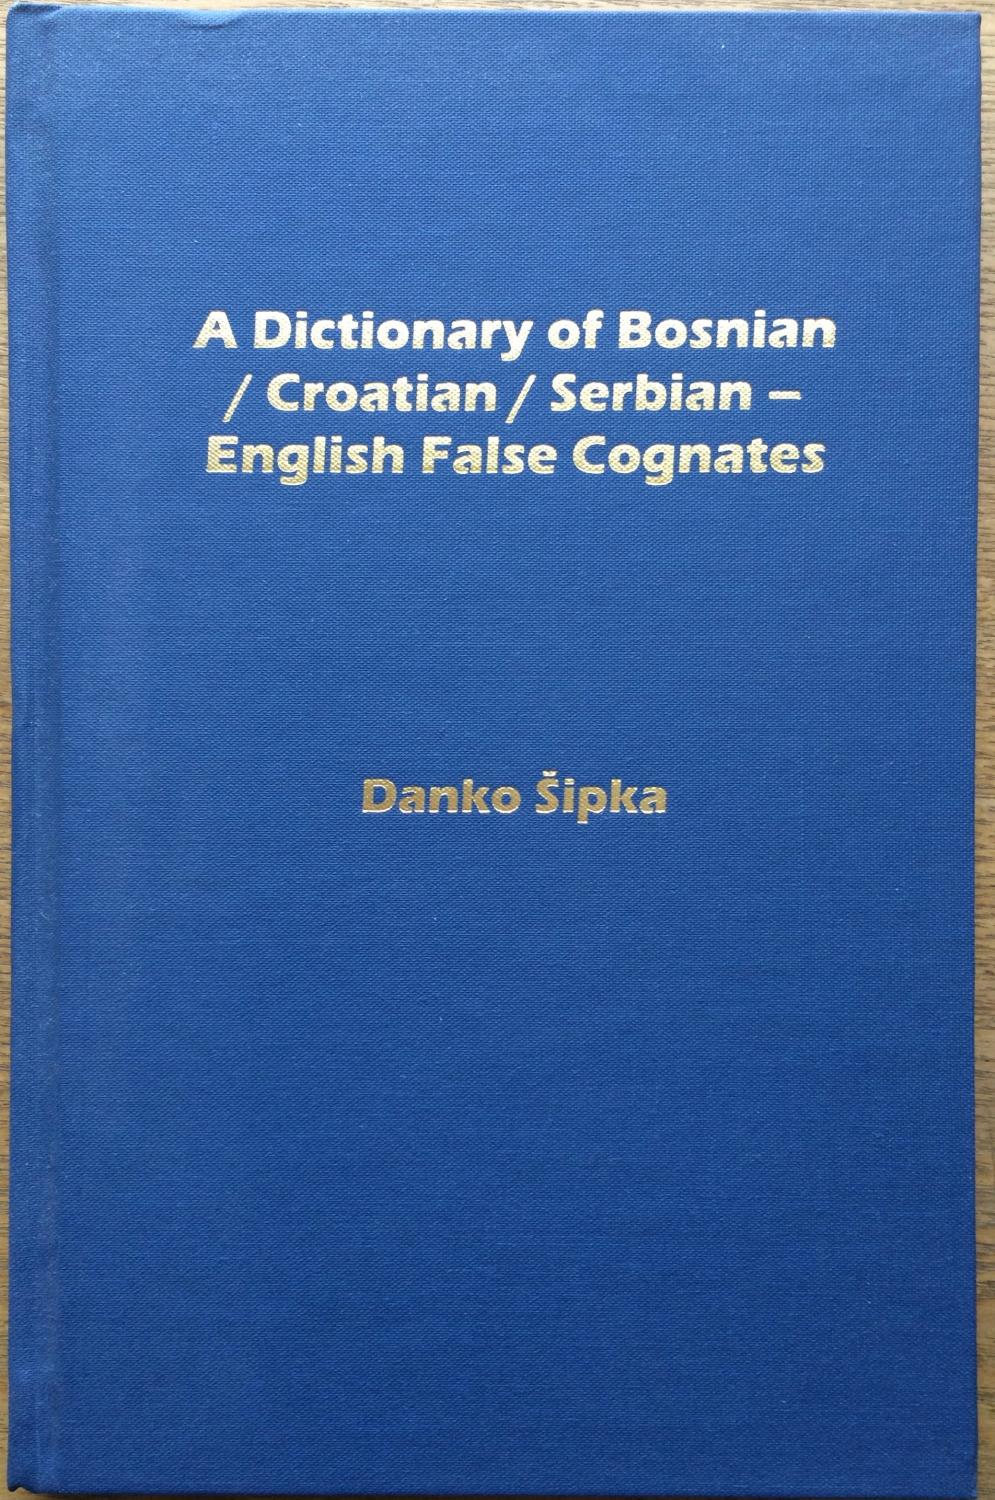 A Dictionary of Bosnian
/ Croatian / Serbian –
English False Cognates
Danko Šipka